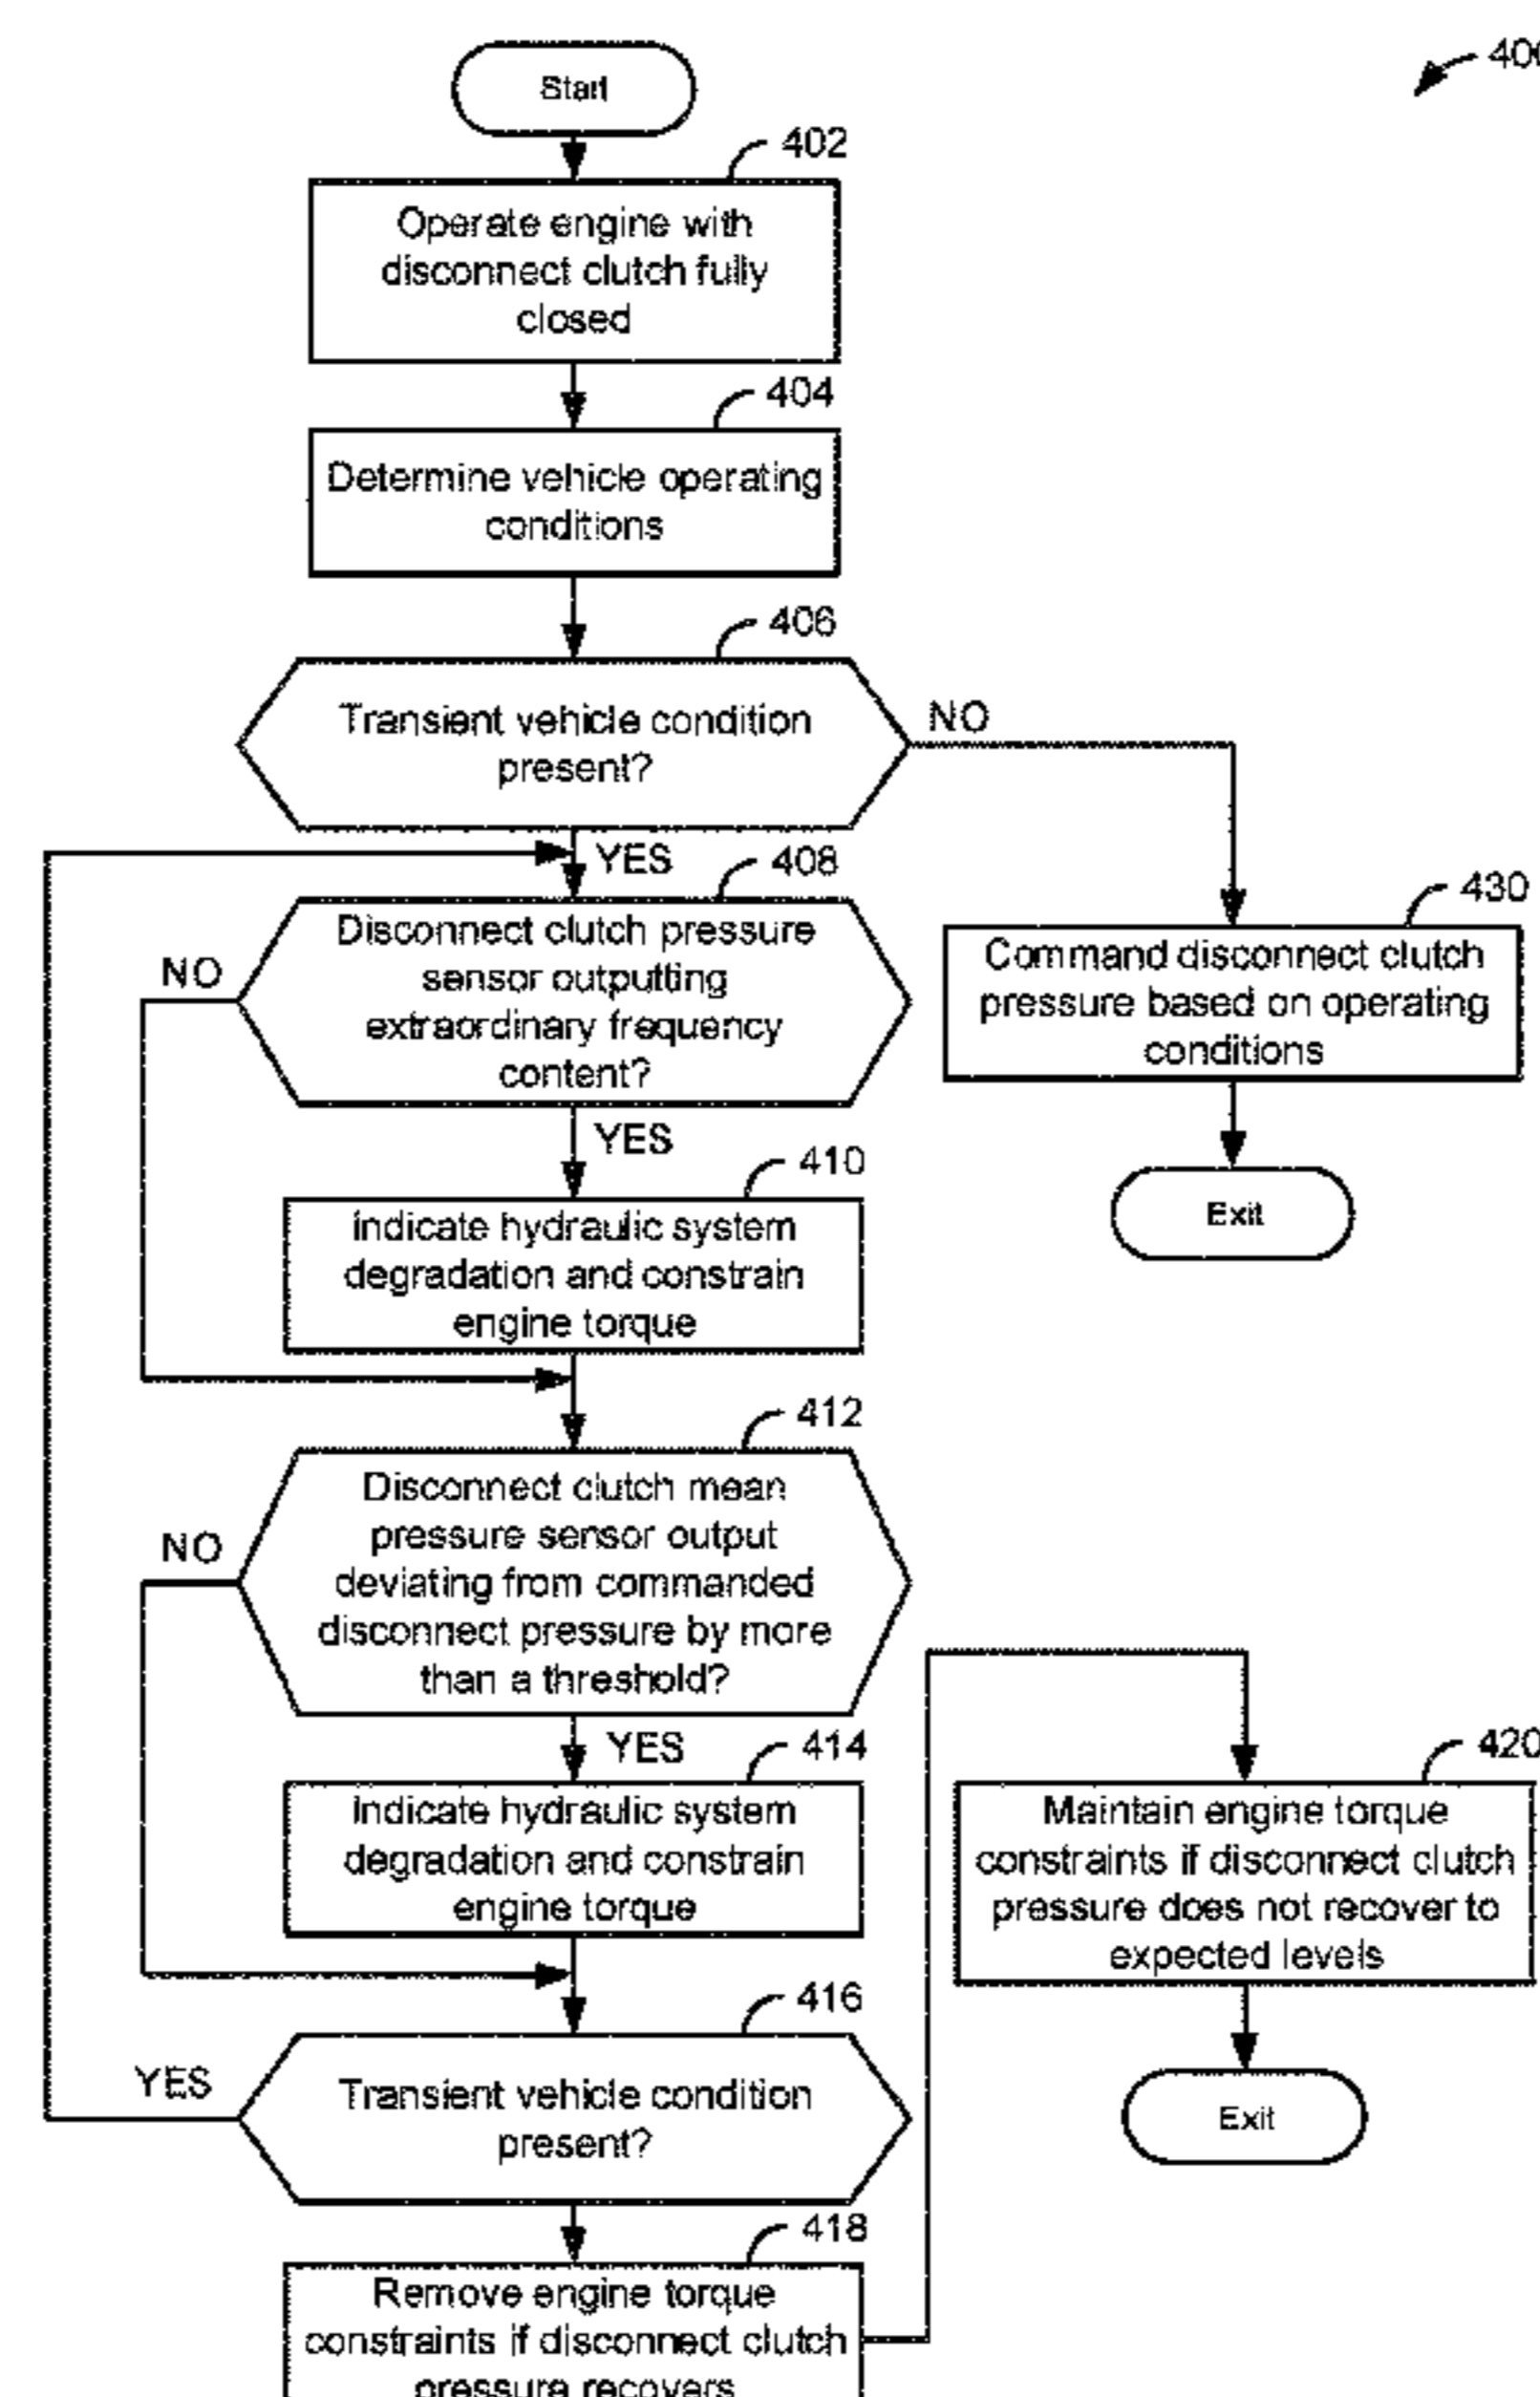 Start
402
Operate engine with
disconnect clutch fully
closed
404
Determine vehicle operating
conditions
406
Transient vehicle condition
present?
NO
YES
408
Disconnect clutch pressure
sensor outputting
extraordinary frequency
content?
NO
YES
430
Command disconnect clutch
pressure based on operating
conditions
Exit
410
Indicate hydraulic system
degradation and constrain
engine torque
412
Disconnect clutch mean
pressure sensor output
deviating from commanded
disconnect pressure by more
than a threshold?
NO
YES
414
Indicate hydraulic system
degradation and constrain
engine torque
416
Transient vehicle condition
present?
YES
418
Remove engine torque
constraints if disconnect clutch
pressure recovers
420
Maintain engine torque
constraints if disconnect clutch
pressure does not recover to
expected levels
Exit